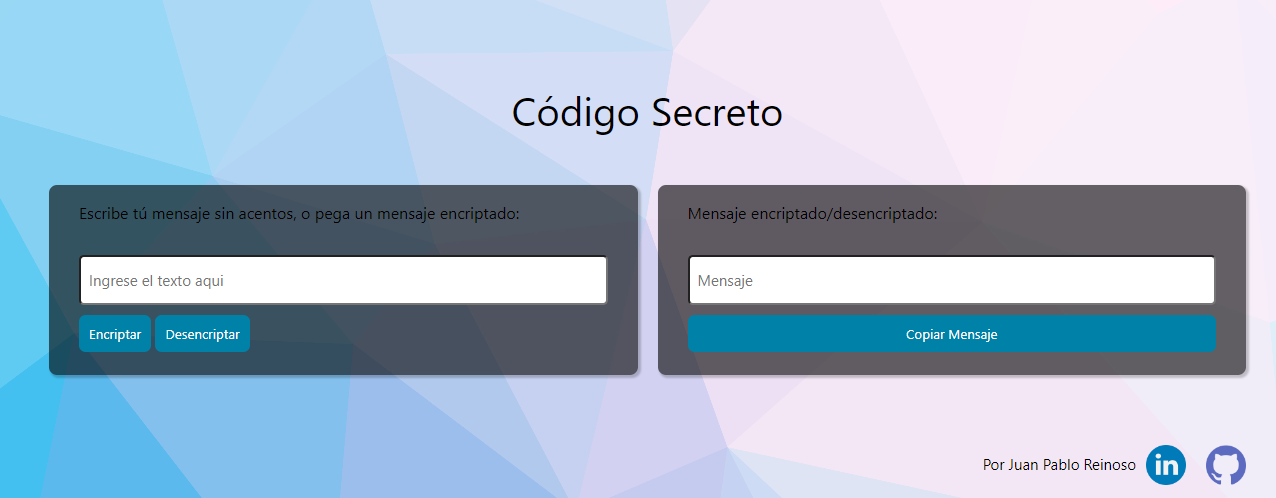 Código Secreto
Escribe tú mensaje sin acentos, o pega un mensaje encriptado:
Ingrese el texto aqui
Encriptar
Desencriptar
Mensaje encriptado/desencriptado:
Mensaje
Copiar Mensaje
Por Juan Pablo Reinoso
in